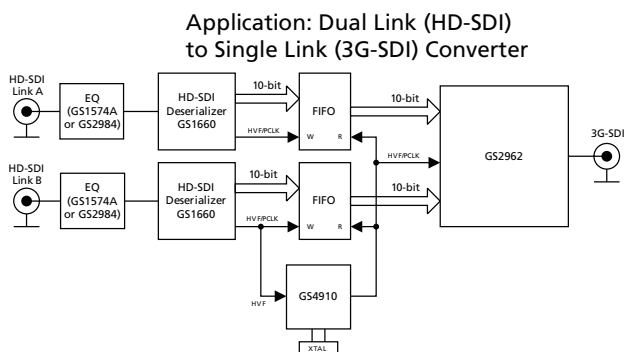 Application: Dual Link (HD-SDI)
to Single Link (3G-SDI) Converter
HD-SDI
Link A
EQ
(GS1574A
or GS2984)
HD-SDI
Deserializer
GS1660
10-bit
HVF/PCLK
FIFO
W R
10-bit
HVF/PCLK
GS2962
3G-SDI
HD-SDI
Link B
EQ
(GS1574A
or GS2984)
HD-SDI
Deserializer
GS1660
10-bit
HVF/PCLK
FIFO
W R
10-bit
HVF
GS4910
XTAL